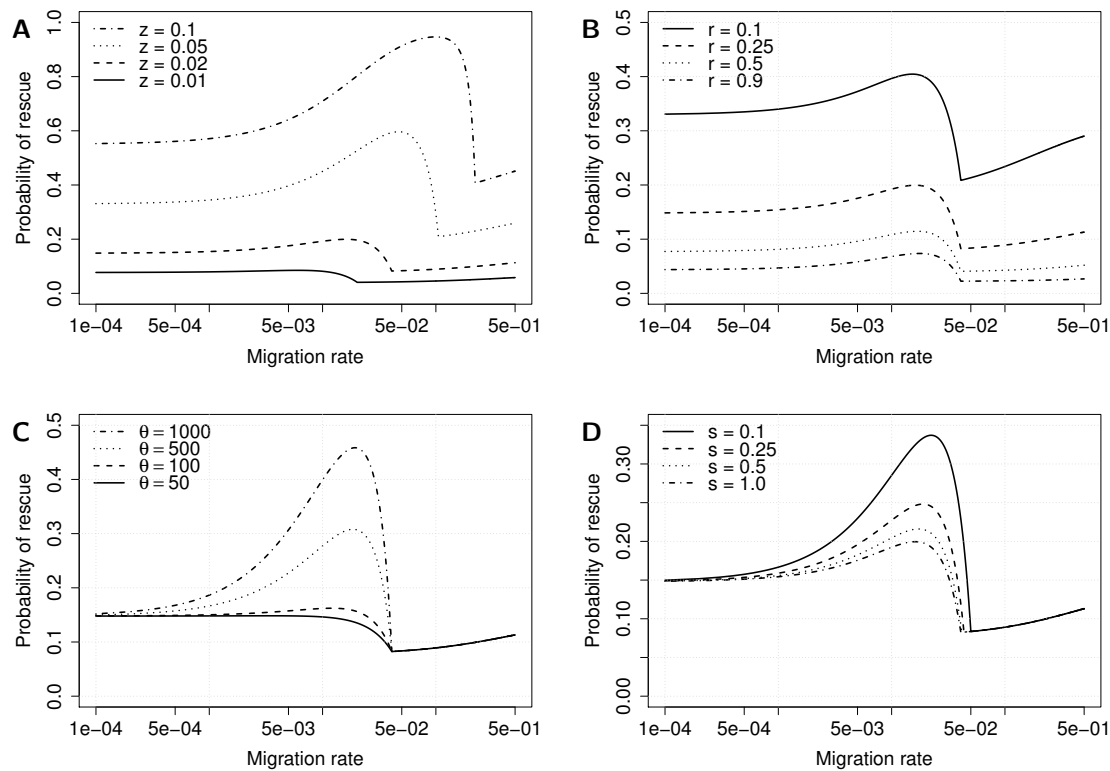 A
z = 0.1
z = 0.05
z = 0.02
z = 0.01
Probability of rescue
0.0 0.2 0.4 0.6 0.8 1.0
1e−04 5e−04 5e−03 5e−02 5e−01
Migration rate
B
r = 0.1
r = 0.25
r = 0.5
r = 0.9
Probability of rescue
0.0 0.1 0.2 0.3 0.4 0.5
1e−04 5e−04 5e−03 5e−02 5e−01
Migration rate
C
θ = 1000
θ = 500
θ = 100
θ = 50
Probability of rescue
0.0 0.1 0.2 0.3 0.4 0.5
1e−04 5e−04 5e−03 5e−02 5e−01
Migration rate
D
s = 0.1
s = 0.25
s = 0.5
s = 1.0
Probability of rescue
0.00 0.10 0.20 0.30
1e−04 5e−04 5e−03 5e−02 5e−01
Migration rate